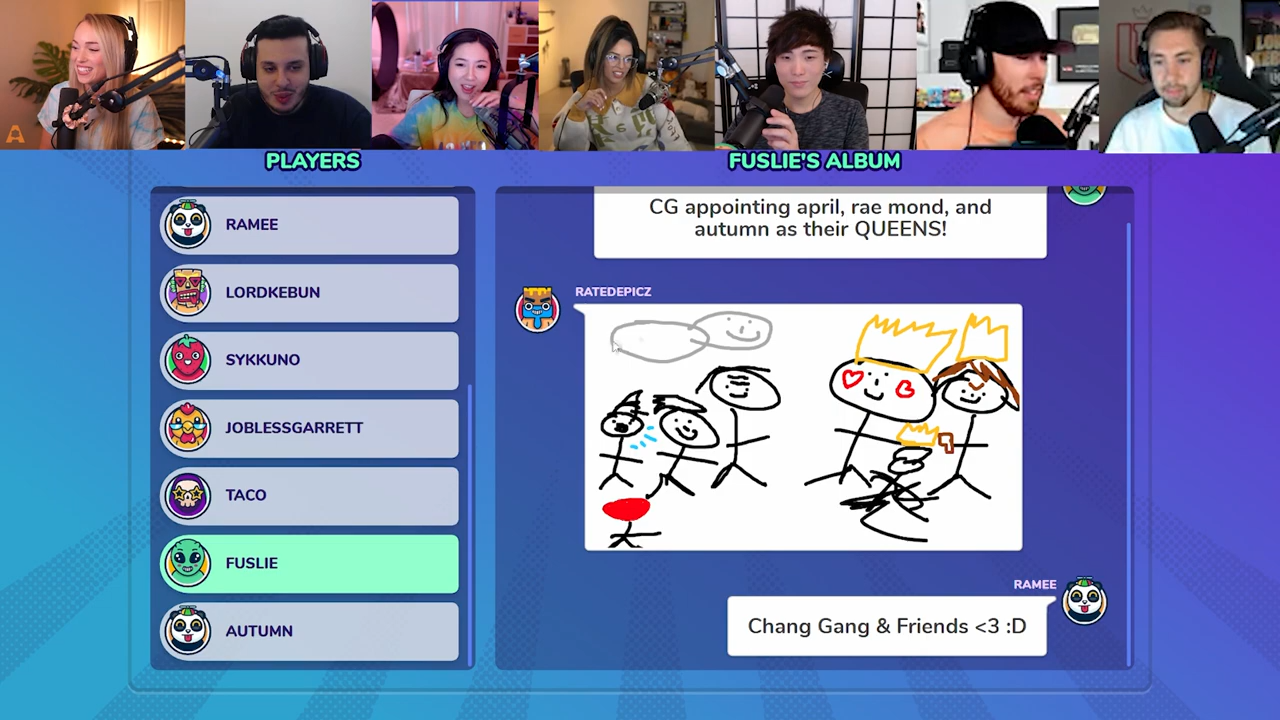 PLAYERS
FUSLIE'S ALBUM
RAMEE
LORDKEBUN
SYKKUNO
JOBLESSGARRETT
TACO
FUSLIE
AUTUMN
CG appointing april, rae mond, and
autumn as their QUEENS!
RATEDEPICZ
RAMEE
Chang Gang & Friends <3 :D